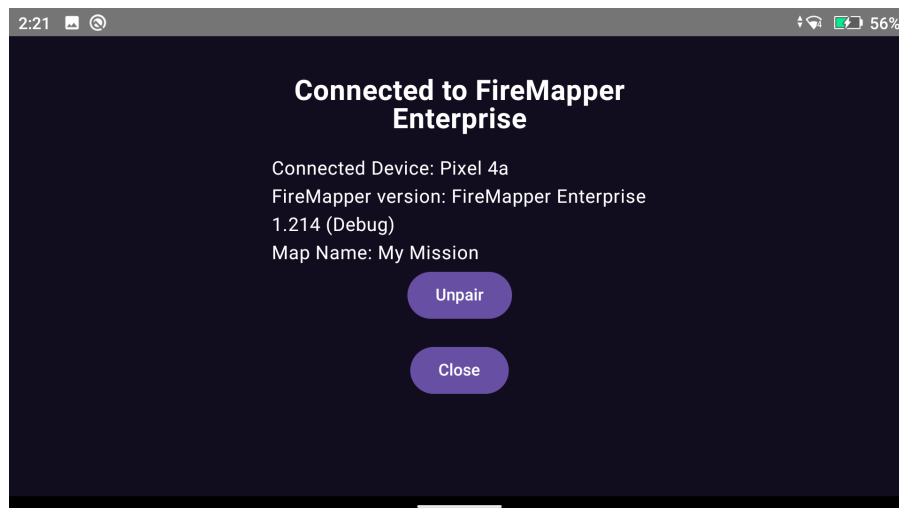 2:21
56%
Connected to FireMapper
Enterprise
Connected Device: Pixel 4a
FireMapper version: FireMapper Enterprise
1.214 (Debug)
Map Name: My Mission
Unpair
Close